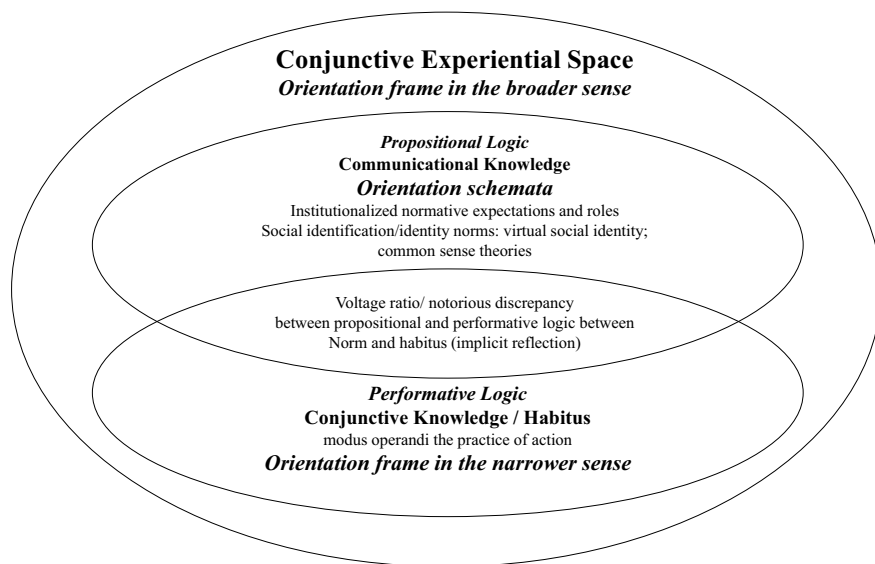 Conjunctive Experiential Space
Orientation frame in the broader sense
Propositional Logic
Communicational Knowledge
Orientation schemata
Institutionalized normative expectations and roles
Social identification/identity norms: virtual social identity;
common sense theories
Voltage ratio/ notorious discrepancy
between propositional and performative logic between
Norm and habitus (implicit reflection)
Performative Logic
Conjunctive Knowledge / Habitus
modus operandi the practice of action
Orientation frame in the narrower sense